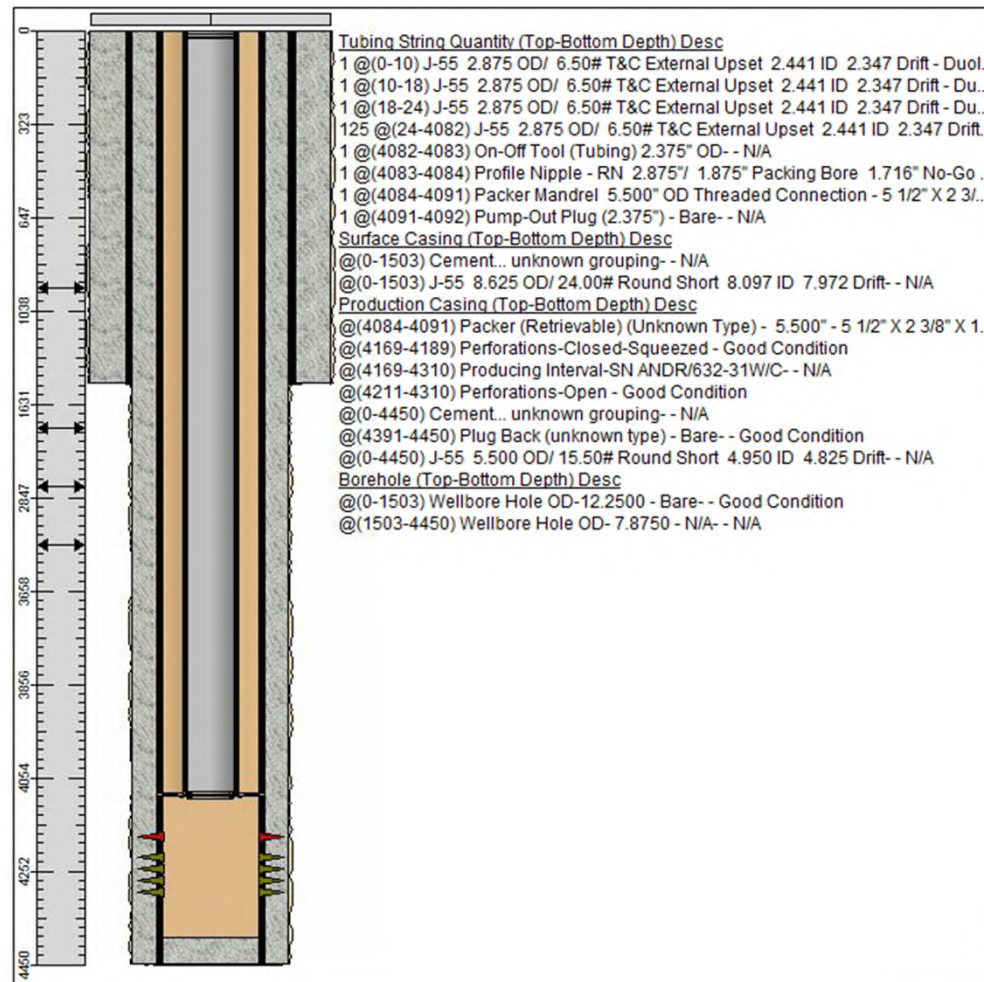 Tubing String Quantity (Top-Bottom Depth) Desc
1 @(0-10) J-55 2.875 OD/ 6.50# T&C External Upset 2.441 ID 2.347 Drift - Duol.
1 @(10-18) J-55 2.875 OD/ 6.50# T&C External Upset 2.441 ID 2.347 Drift - Du..
1 @(18-24) J-55 2.875 OD/ 6.50# T&C External Upset 2.441 ID 2.347 Drift - Du..
125 @(24-4082) J-55 2.875 OD/ 6.50# T&C External Upset 2.441 ID 2.347 Drift.
1 @(4082-4083) On-Off Tool (Tubing) 2.375" OD- - N/A
1 @(4083-4084) Profile Nipple - RN 2.875"/ 1.875" Packing Bore 1.716" No-Go .
1 @(4084-4091) Packer Mandrel 5.500" OD Threaded Connection - 5 1/2" X 2 3/..
1 @(4091-4092) Pump-Out Plug (2.375") - Bare- - N/A
Surface Casing (Top-Bottom Depth) Desc
@(0-1503) Cement... unknown grouping- - N/A
@(0-1503) J-55 8.625 OD/ 24.00# Round Short 8.097 ID 7.972 Drift- - N/A
Production Casing (Top-Bottom Depth) Desc
@(4084-4091) Packer (Retrievable) (Unknown Type) - 5.500" - 5 1/2" X 2 3/8" X 1.
@(4169-4189) Perforations-Closed-Squeezed - Good Condition
@(4169-4310) Producing Interval-SN ANDR/632-31W/C- - N/A
@(4211-4310) Perforations-Open - Good Condition
@(0-4450) Cement... unknown grouping- - N/A
@(4391-4450) Plug Back (unknown type) - Bare- - Good Condition
@(0-4450) J-55 5.500 OD/ 15.50# Round Short 4.950 ID 4.825 Drift- - N/A
Borehole (Top-Bottom Depth) Desc
@(0-1503) Wellbore Hole OD-12.2500 - Bare- - Good Condition
@(1503-4450) Wellbore Hole OD- 7.8750 - N/A- - N/A
0
323
647
1038
1631
2847
3658
3856
4054
4252
4450